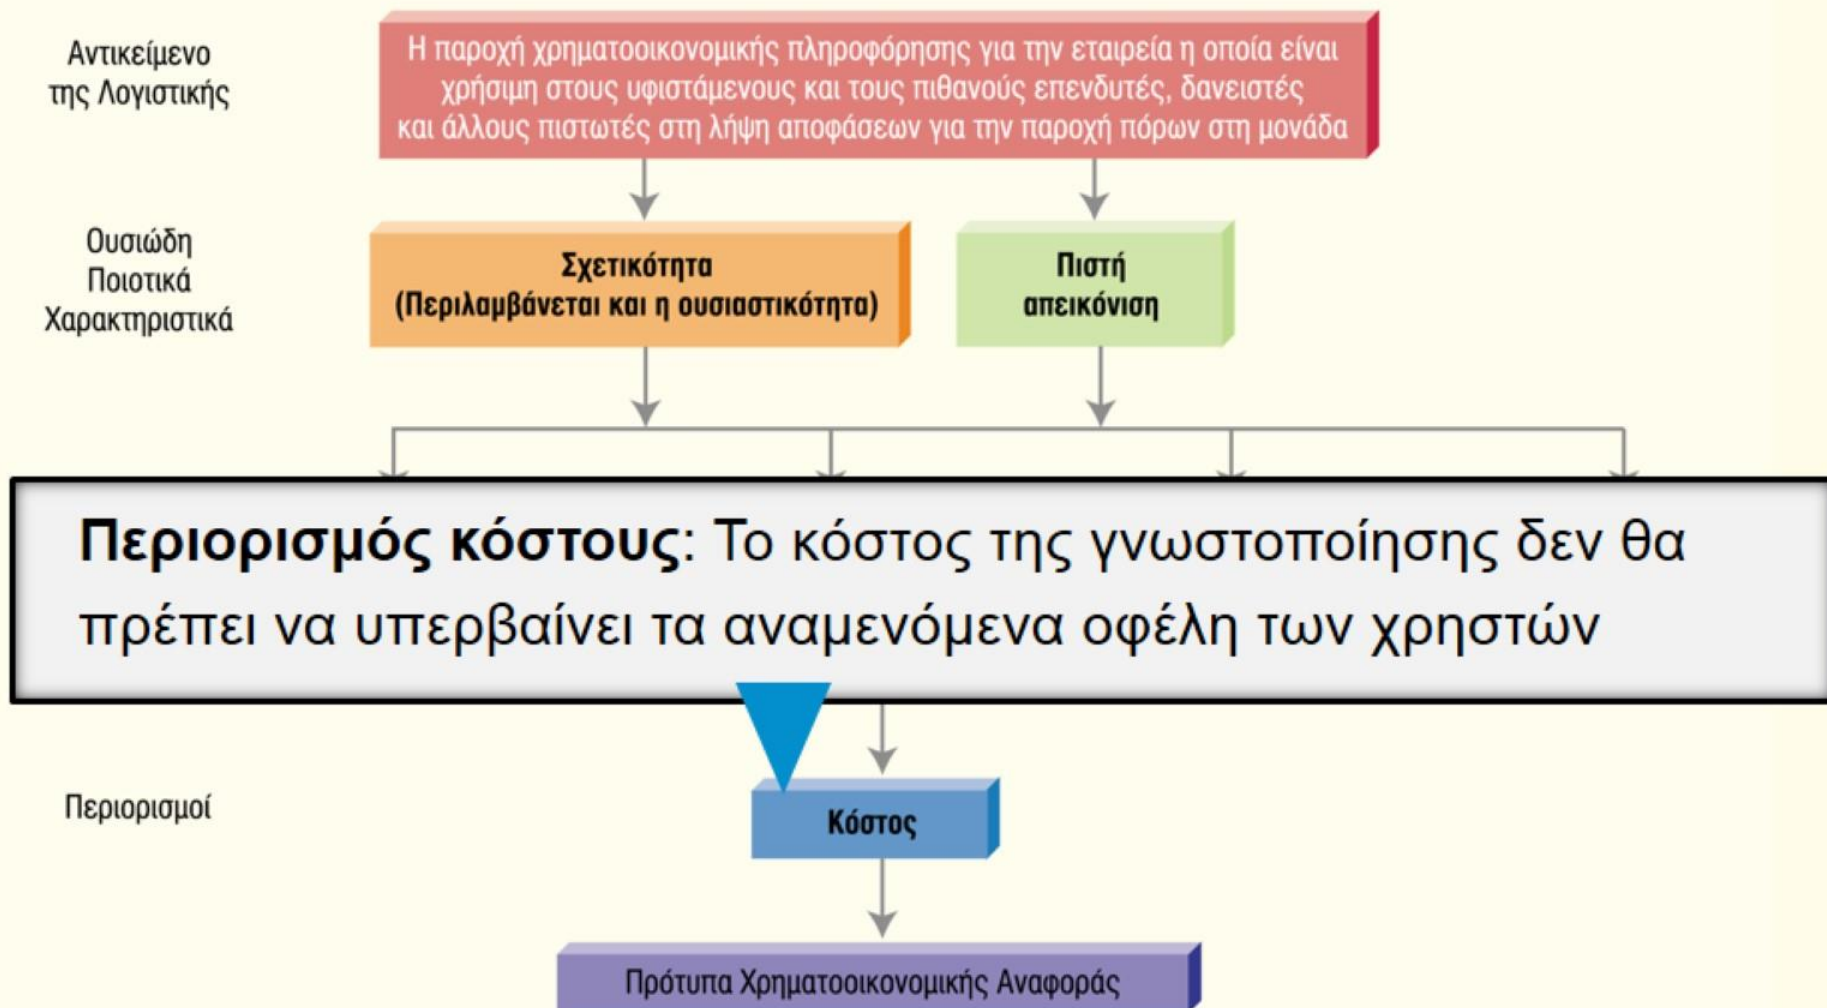 Αντικείμενο
της Λογιστικής
Η παροχή χρηματοοικονομικής πληροφόρησης για την εταιρεία η οποία είναι
χρήσιμη στους υφιστάμενους και τους πιθανούς επενδυτές, δανειστές
και άλλους πιστωτές στη λήψη αποφάσεων για την παροχή πόρων στη μονάδα
Ουσιώδη
Ποιοτικά
Χαρακτηριστικά
Σχετικότητα
(Περιλαμβάνεται και η ουσιαστικότητα)
Πιστή
απεικόνιση
Περιορισμός κόστους: Το κόστος της γνωστοποίησης δεν θα
πρέπει να υπερβαίνει τα αναμενόμενα οφέλη των χρηστών
Περιορισμοί
Κόστος
Πρότυπα Χρηματοοικονομικής Αναφοράς